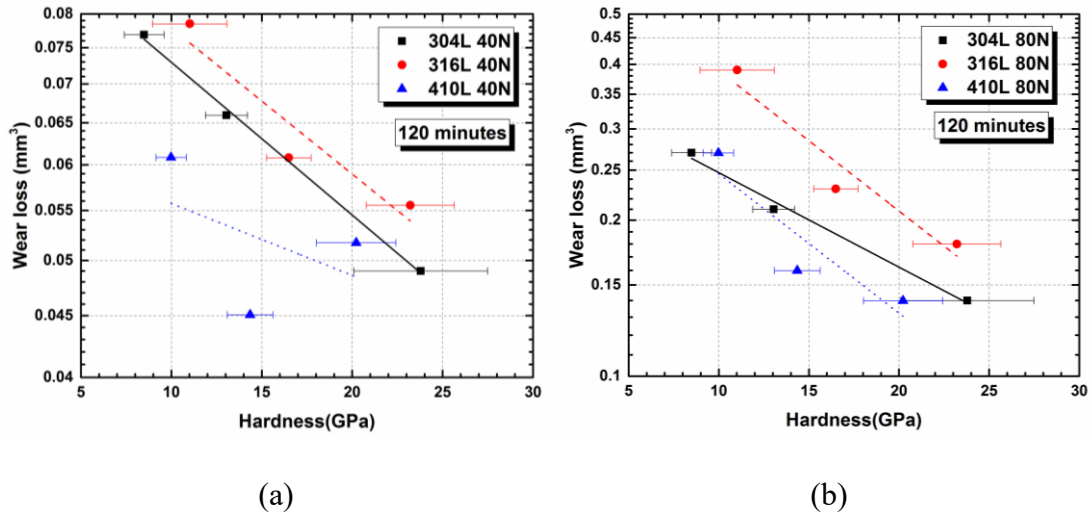 0.08
0.075
0.07
0.065
0.06
0.055
0.05
0.045
0.04
Wear loss (mm³)
304L 40N
316L 40N
410L 40N
120 minutes
5 10 15 20 25 30
Hardness(GPa)
0.5
0.45
0.4
0.35
0.3
0.25
0.2
0.15
0.1
Wear loss (mm³)
304L 80N
316L 80N
410L 80N
120 minutes
5 10 15 20 25 30
Hardness(GPa)
(a)
(b)